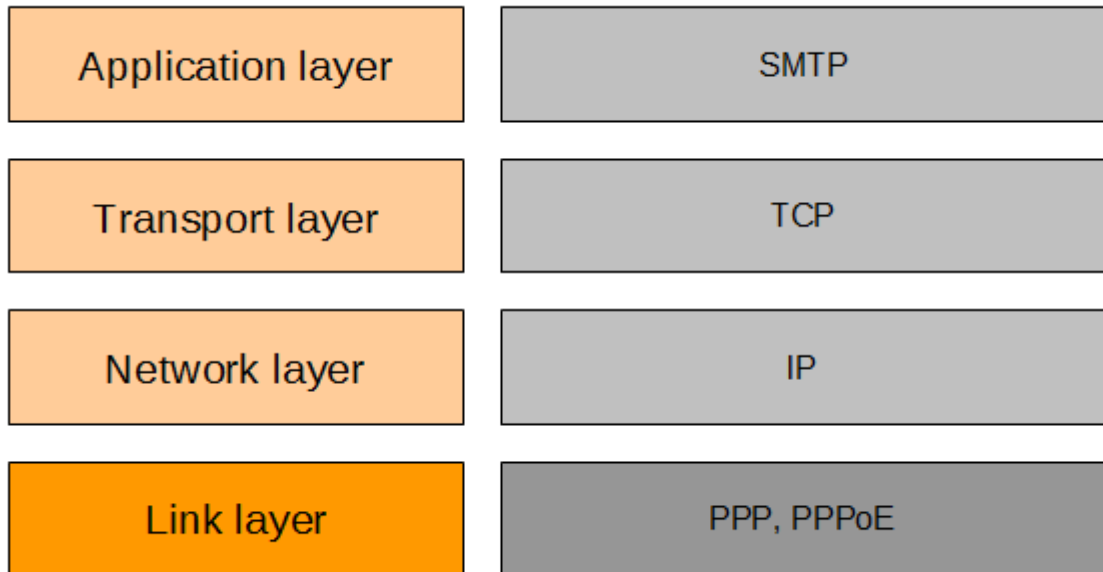 Application layer
SMTP
Transport layer
TCP
Network layer
IP
Link layer
PPP, PPPoE